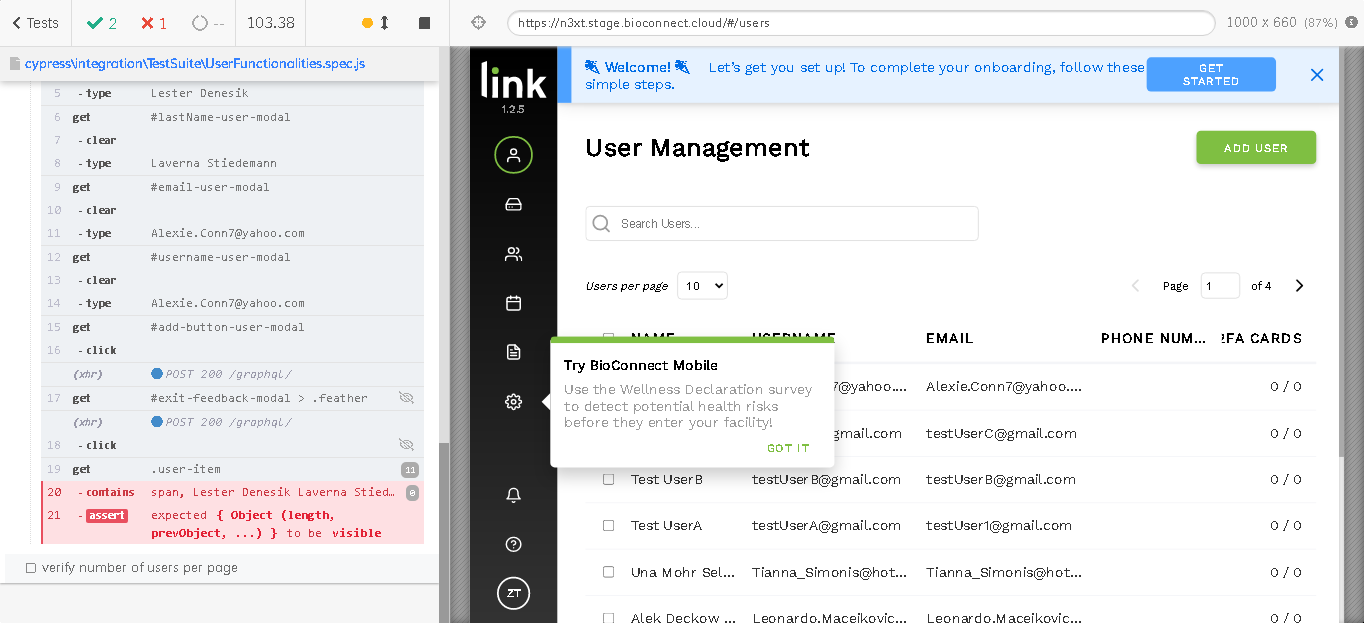 Tests
2
1
--
103.38
https://n3xt.stage.bioconnect.cloud/#/users
1000 x 660 (87%)
cypress\integration\TestSuite\UserFunctionalities.spec.js
5 - type Lester Denesik
6 get #lastName-user-modal
7 - clear
8 - type Laverna Stiedemann
9 get #email-user-modal
10 - clear
11 - type Alexie.Conn7@yahoo.com
12 get #username-user-modal
13 - clear
14 - type Alexie.Conn7@yahoo.com
15 get #add-button-user-modal
16 - click
(xhr) POST 200 /graphql/
17 get #exit-feedback-modal > .feather
(xhr) POST 200 /graphql/
18 - click
19 get .user-item 11
20 - contains span, Lester Denesik Laverna Stied… 0
21 - assert expected { Object (length,
prevObject, ...) } to be visible
verify number of users per page
link
1.2.5
ZT
Welcome! Let's get you set up! To complete your onboarding, follow these
simple steps.
GET
STARTED
User Management
ADD USER
Search Users...
Users per page 10
Page 1 of 4
NAME USERNAME EMAIL PHONE NUM... 2FA CARDS
7@yahoo.... Alexie.Conn7@yahoo.... 0 / 0
gmail.com testUserC@gmail.com 0 / 0
Test UserB testUserB@gmail.com testUserB@gmail.com 0 / 0
Test UserA testUserA@gmail.com testUser1@gmail.com 0 / 0
Una Mohr Sel... Tianna_Simonis@hot... Tianna_Simonis@hot... 0 / 0
Alek Deckow ... Leonardo.Maceikovic... Leonardo.Maceikovic... 0 / 0
Try BioConnect Mobile
Use the Wellness Declaration survey
to detect potential health risks
before they enter your facility!
GOT IT